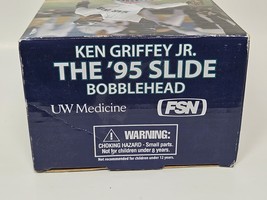 KEN GRIFFEY JR.
THE '95 SLIDE
BOBBLEHEAD
UW Medicine
FSN
WARNING:
CHOKING HAZARD - Small parts.
Not for children under 8 years.
Not recommended for children under 12 years.